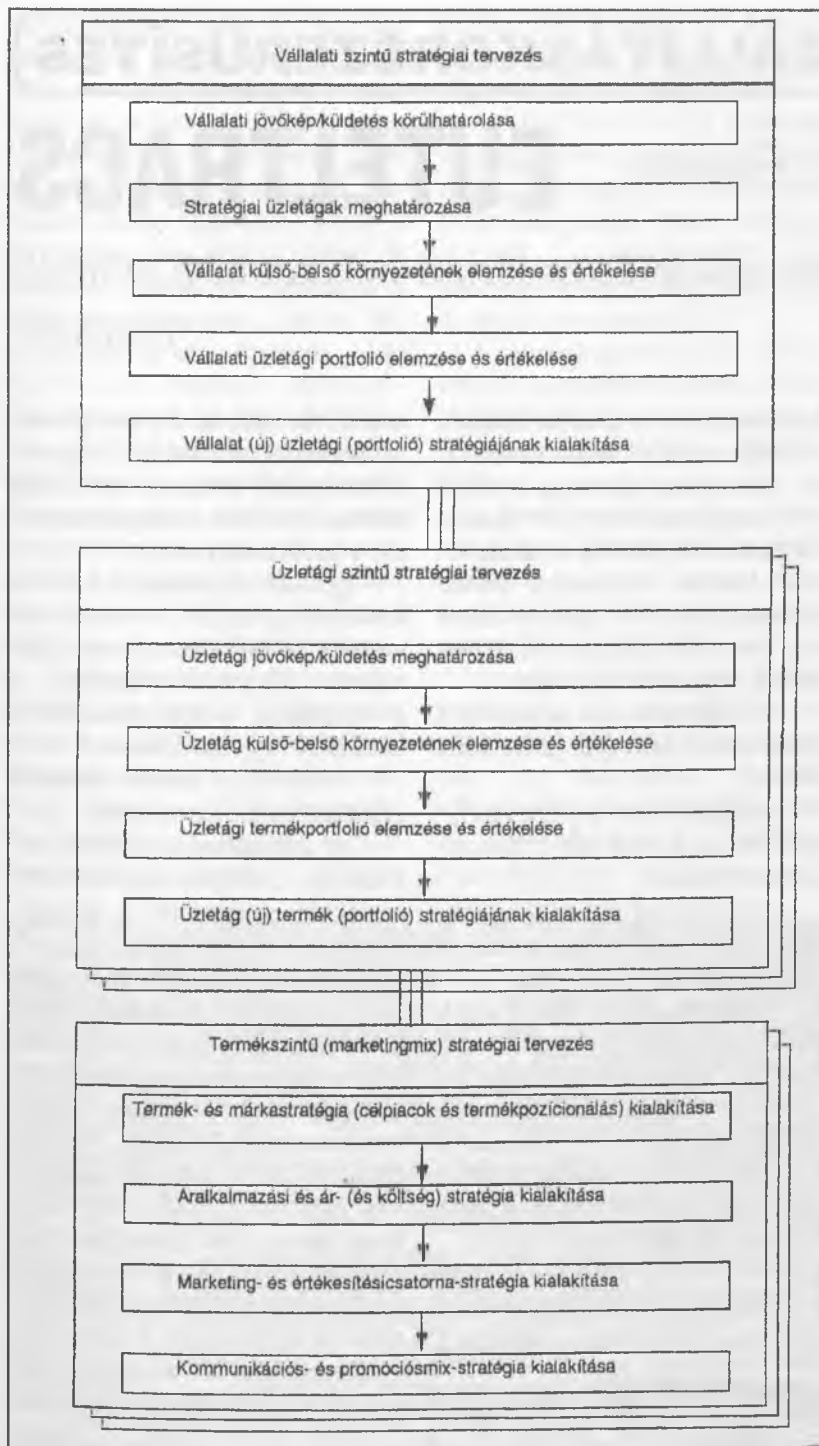 Vállalati szintű stratégiai tervezés
Vállalati jövőkép/küldetés körülhatárolása
Stratégiai üzletágak meghatározása
Vállalat külső-belső környezetének elemzése és értékelése
Vállalati üzletági portfolió elemzése és értékelése
Vállalat (új) üzletági (portfolió) stratégiájának kialakítása
Üzletági szintű stratégiai tervezés
Üzletági jövőkép/küldetés meghatározása
Üzletág külső-belső környezetének elemzése és értékelése
Üzletági termékportfolió elemzése és értékelése
Üzletág (új) termék (portfolió) stratégiájának kialakítása
Termékszintű (marketingmix) stratégiai tervezés
Termék- és márkastratégia (célpiacok és termékpozícionálás) kialakítása
Áralkalmazási és ár- (és költség) stratégia kialakítása
Marketing- és értékesítésicsatorna-stratégia kialakítása
Kommunikációs- és promóciósmix-stratégia kialakítása